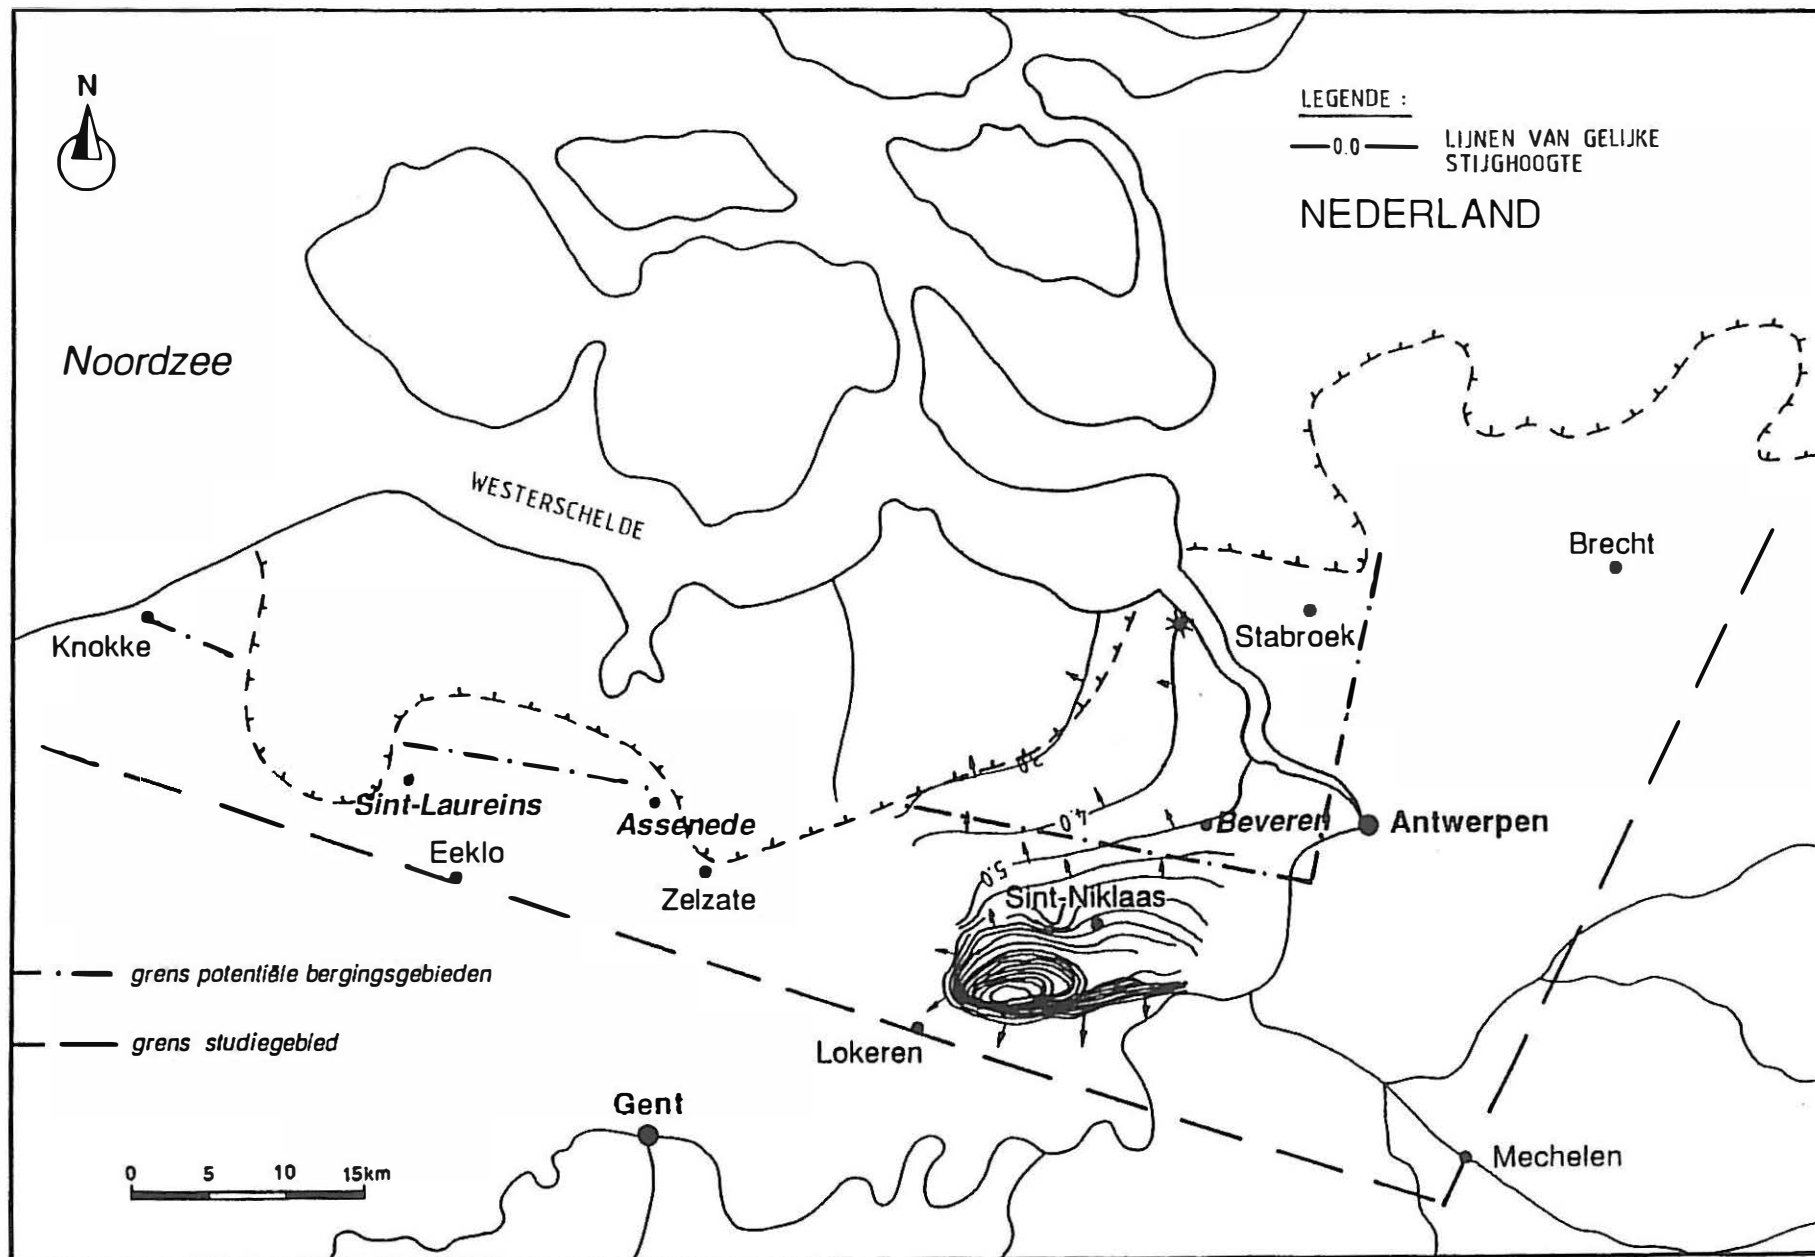 N
LEGENDE :
0.0
LIJNEN VAN GELIJKE
STIJGHOOGTE
NEDERLAND
Noordzee
WESTERSCHELDE
Brecht
Stabroek
Knokke
Sint-Laureins
Assenede
Eeklo
Zelzate
Beveren
Antwerpen
4.0
5.0
Sint-Niklaas
grens potentiële bergingsgebieden
grens studiegebied
Lokeren
Gent
Mechelen
0 5 10 15km